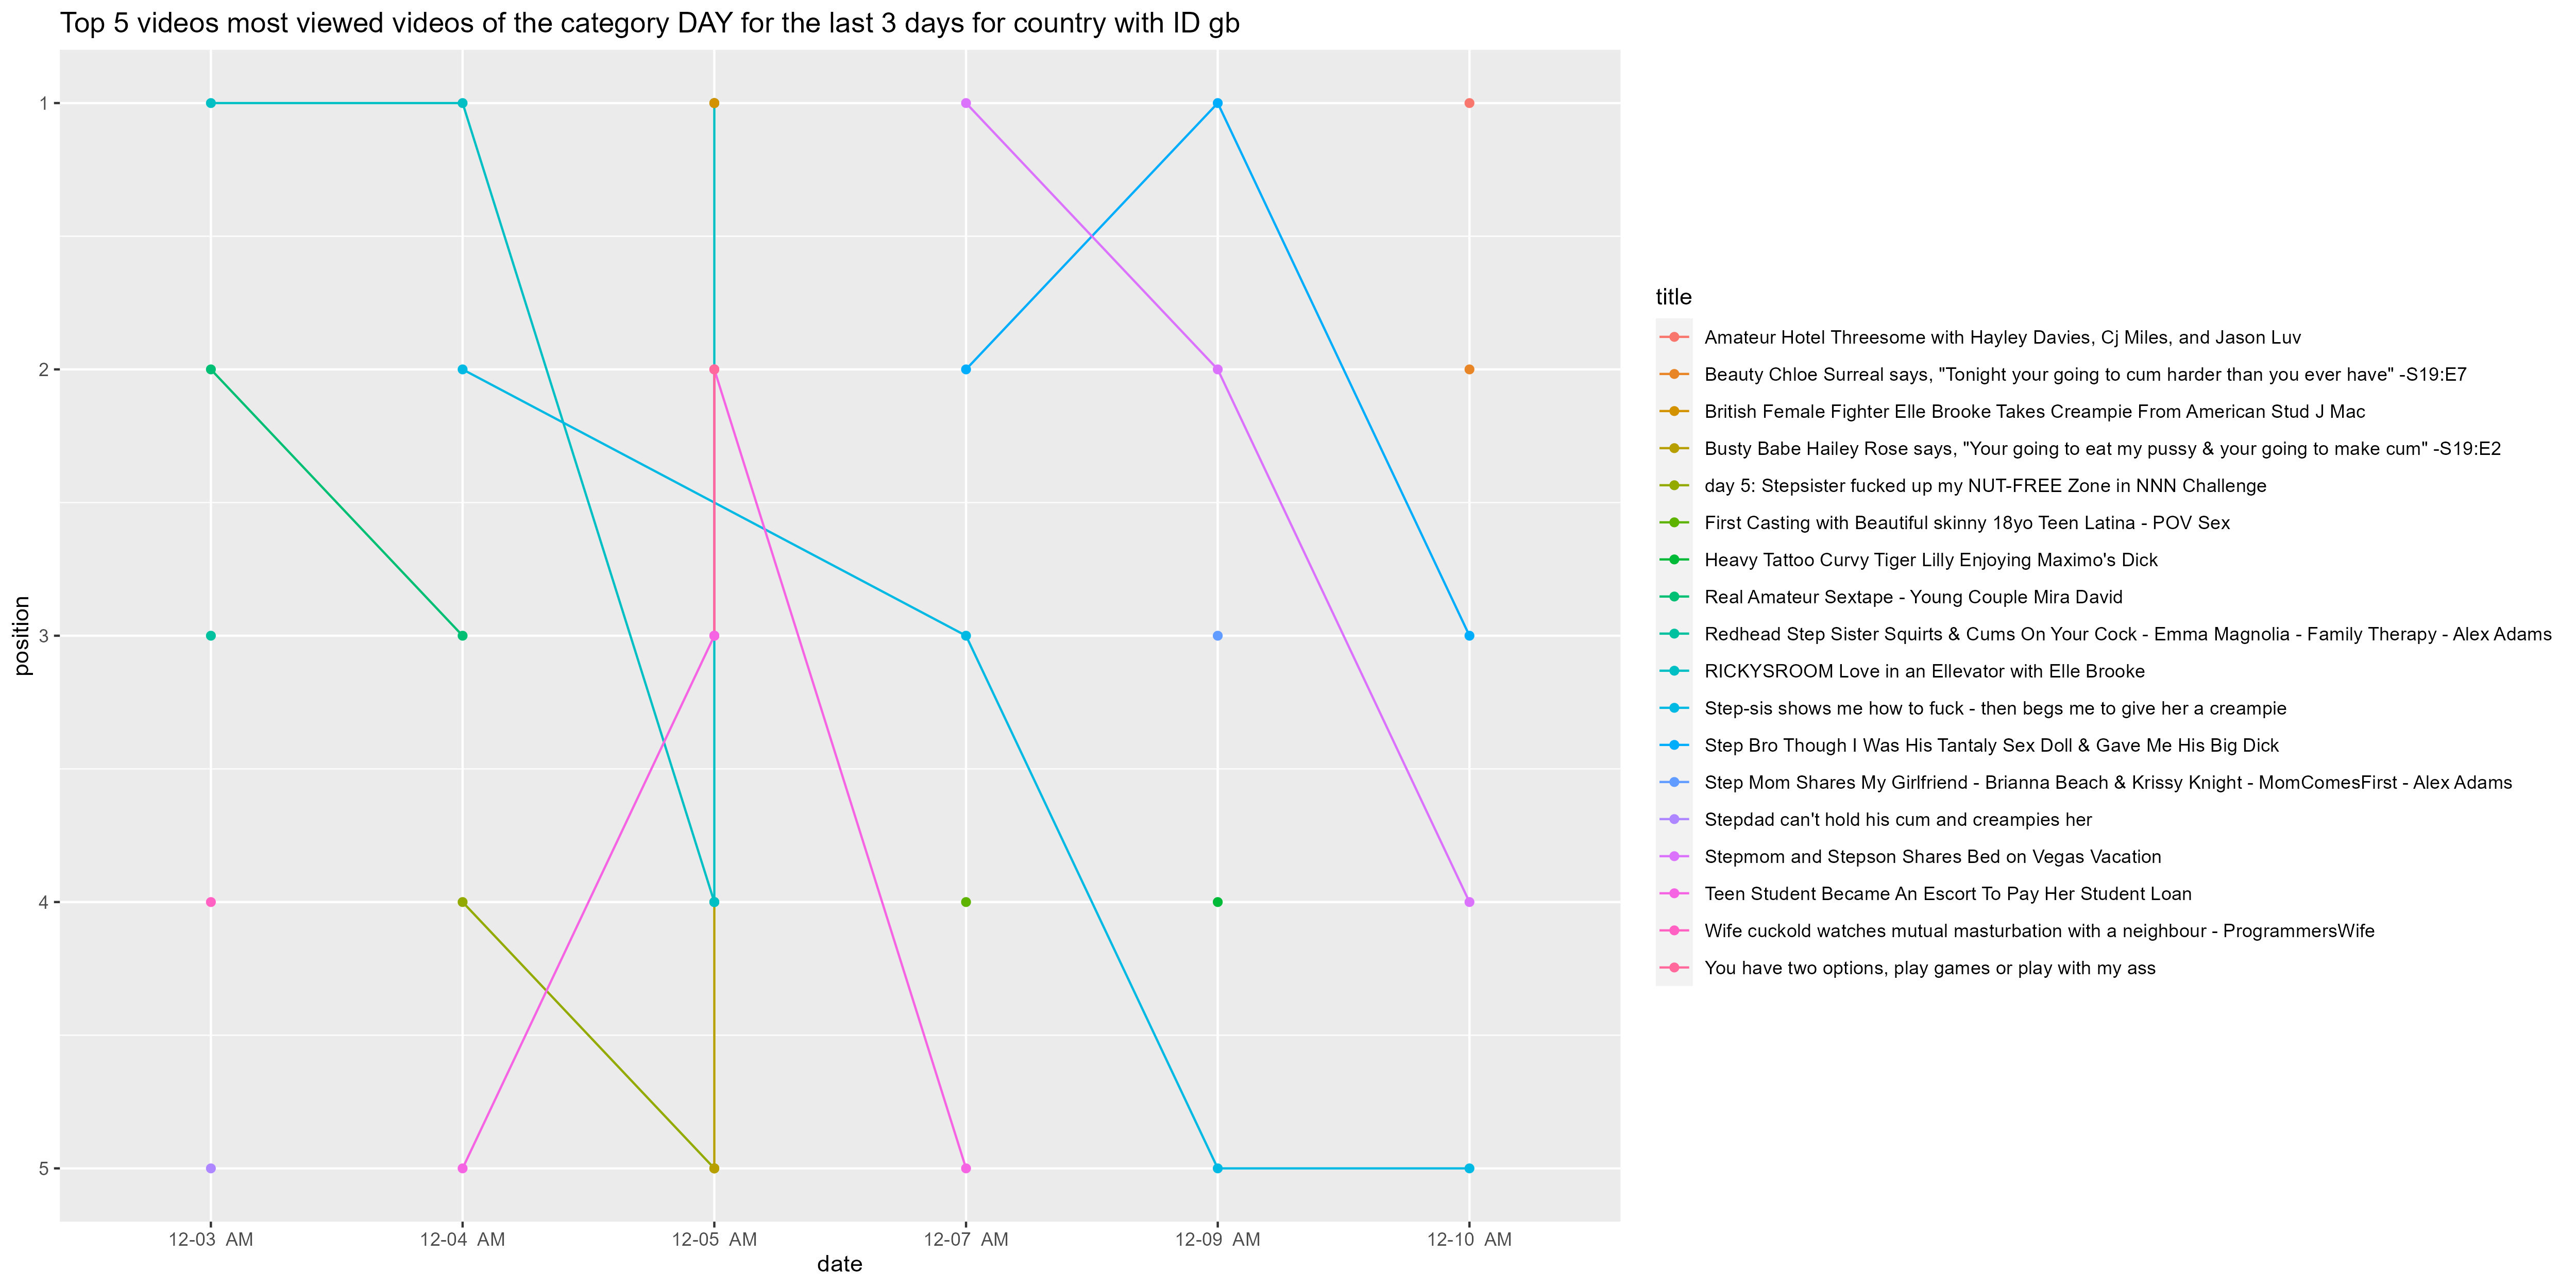 Top 5 videos most viewed videos of the category DAY for the last 3 days for country with ID gb
1
2
3
4
5
position
12-03 AM
12-04 AM
12-05 AM
12-07 AM
12-09 AM
12-10 AM
date
title
Amateur Hotel Threesome with Hayley Davies, Cj Miles, and Jason Luv
Beauty Chloe Surreal says, "Tonight your going to cum harder than you ever have" -S19:E7
British Female Fighter Elle Brooke Takes Creampie From American Stud J Mac
Busty Babe Hailey Rose says, "Your going to eat my pussy & your going to make cum" -S19:E2
day 5: Stepsister fucked up my NUT-FREE Zone in NNN Challenge
First Casting with Beautiful skinny 18yo Teen Latina - POV Sex
Heavy Tattoo Curvy Tiger Lilly Enjoying Maximo's Dick
Real Amateur Sextape - Young Couple Mira David
Redhead Step Sister Squirts & Cums On Your Cock - Emma Magnolia - Family Therapy - Alex Adams
RICKYSROOM Love in an Ellevator with Elle Brooke
Step-sis shows me how to fuck - then begs me to give her a creampie
Step Bro Though I Was His Tantaly Sex Doll & Gave Me His Big Dick
Step Mom Shares My Girlfriend - Brianna Beach & Krissy Knight - MomComesFirst - Alex Adams
Stepdad can't hold his cum and creampies her
Stepmom and Stepson Shares Bed on Vegas Vacation
Teen Student Became An Escort To Pay Her Student Loan
Wife cuckold watches mutual masturbation with a neighbour - ProgrammersWife
You have two options, play games or play with my ass